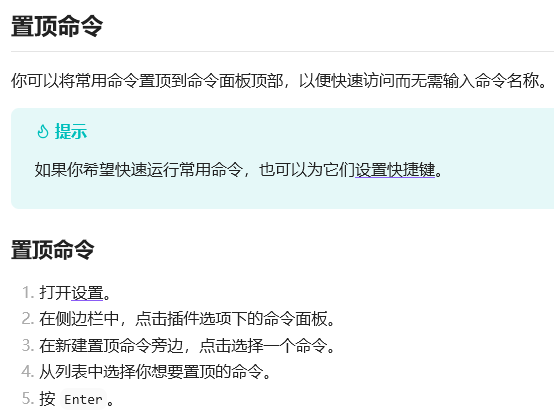 置顶命令
你可以将常用命令置顶到命令面板顶部，以便快速访问而无需输入命令名称。
提示
如果你希望快速运行常用命令，也可以为它们设置快捷键。
置顶命令
1. 打开设置。
2. 在侧边栏中，点击插件选项下的命令面板。
3. 在新建置顶命令旁边，点击选择一个命令。
4. 从列表中选择你想要置顶的命令。
5. 按 Enter 。